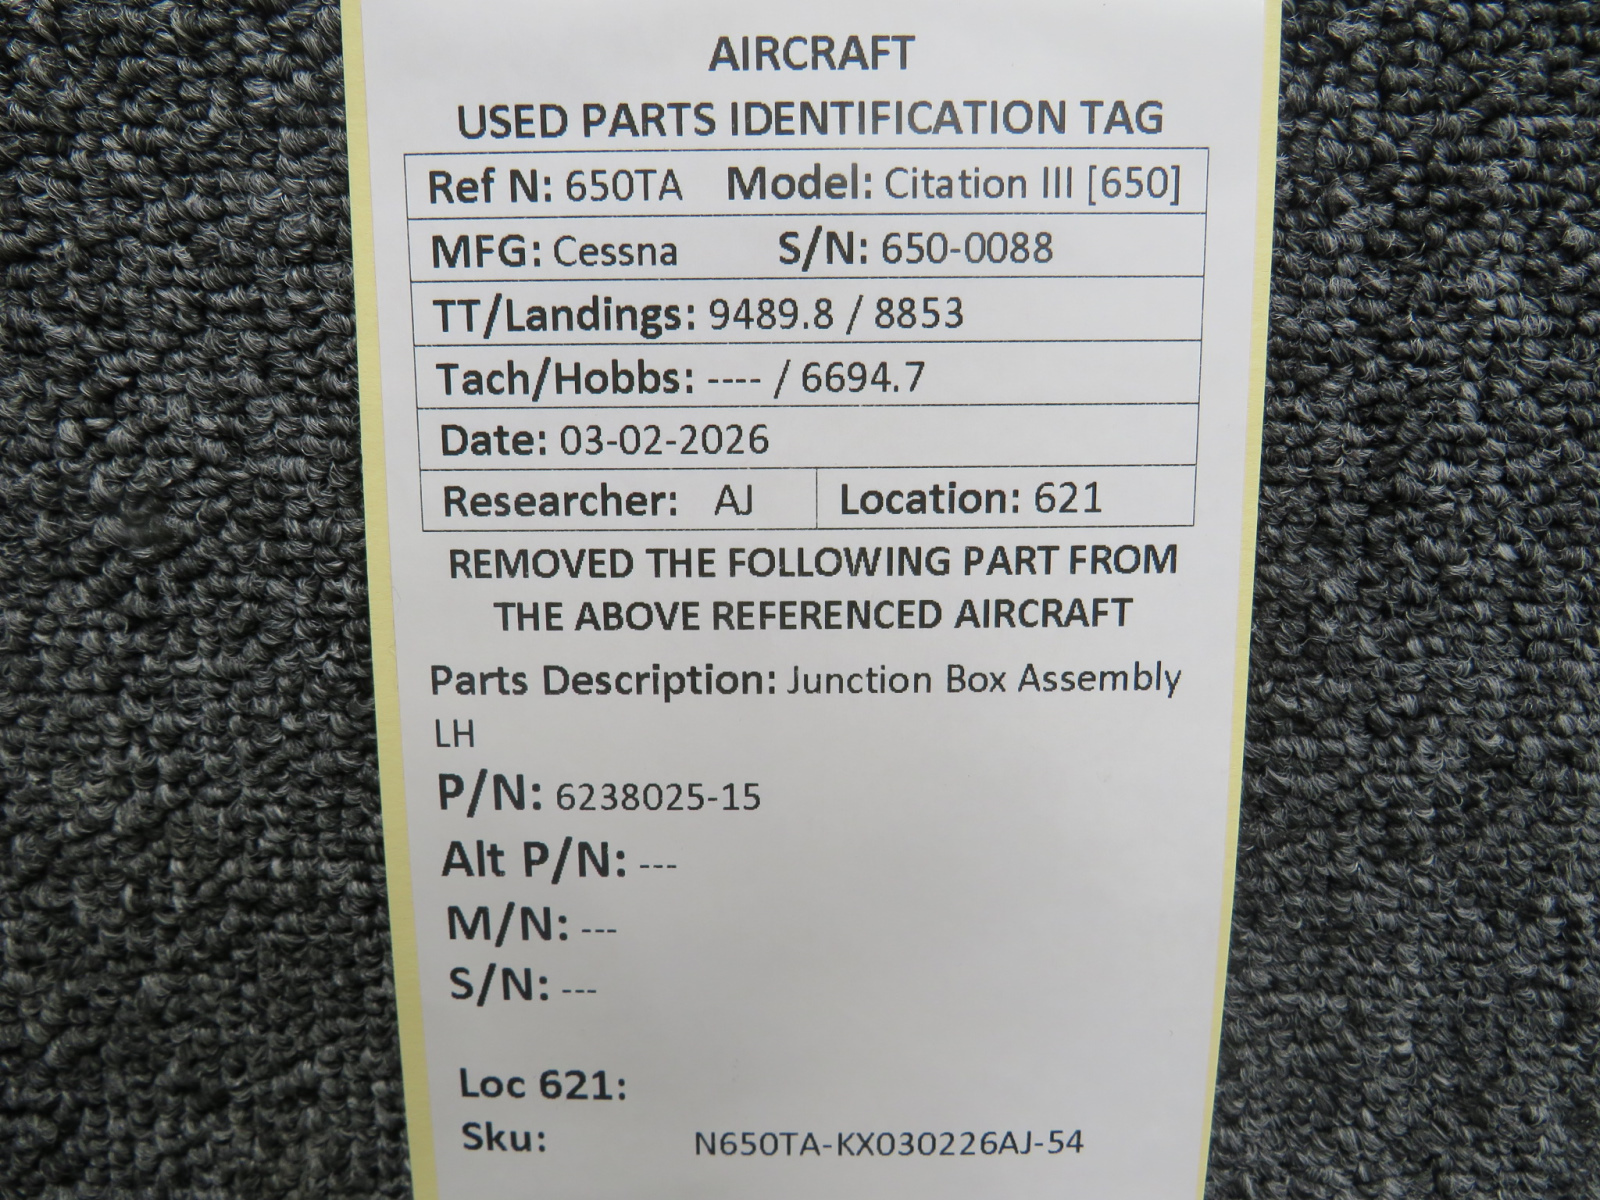 AIRCRAFT
USED PARTS IDENTIFICATION TAG
Ref N: 650TA Model: Citation III [650]
MFG: Cessna S/N: 650-0088
TT/Landings: 9489.8 / 8853
Tach/Hobbs: ---- / 6694.7
Date: 03-02-2026
Researcher: AJ Location: 621
REMOVED THE FOLLOWING PART FROM
THE ABOVE REFERENCED AIRCRAFT
Parts Description: Junction Box Assembly
LH
P/N: 6238025-15
Alt P/N: ---
M/N: ---
S/N: ---
Loc 621:
Sku: N650TA-KX030226AJ-54